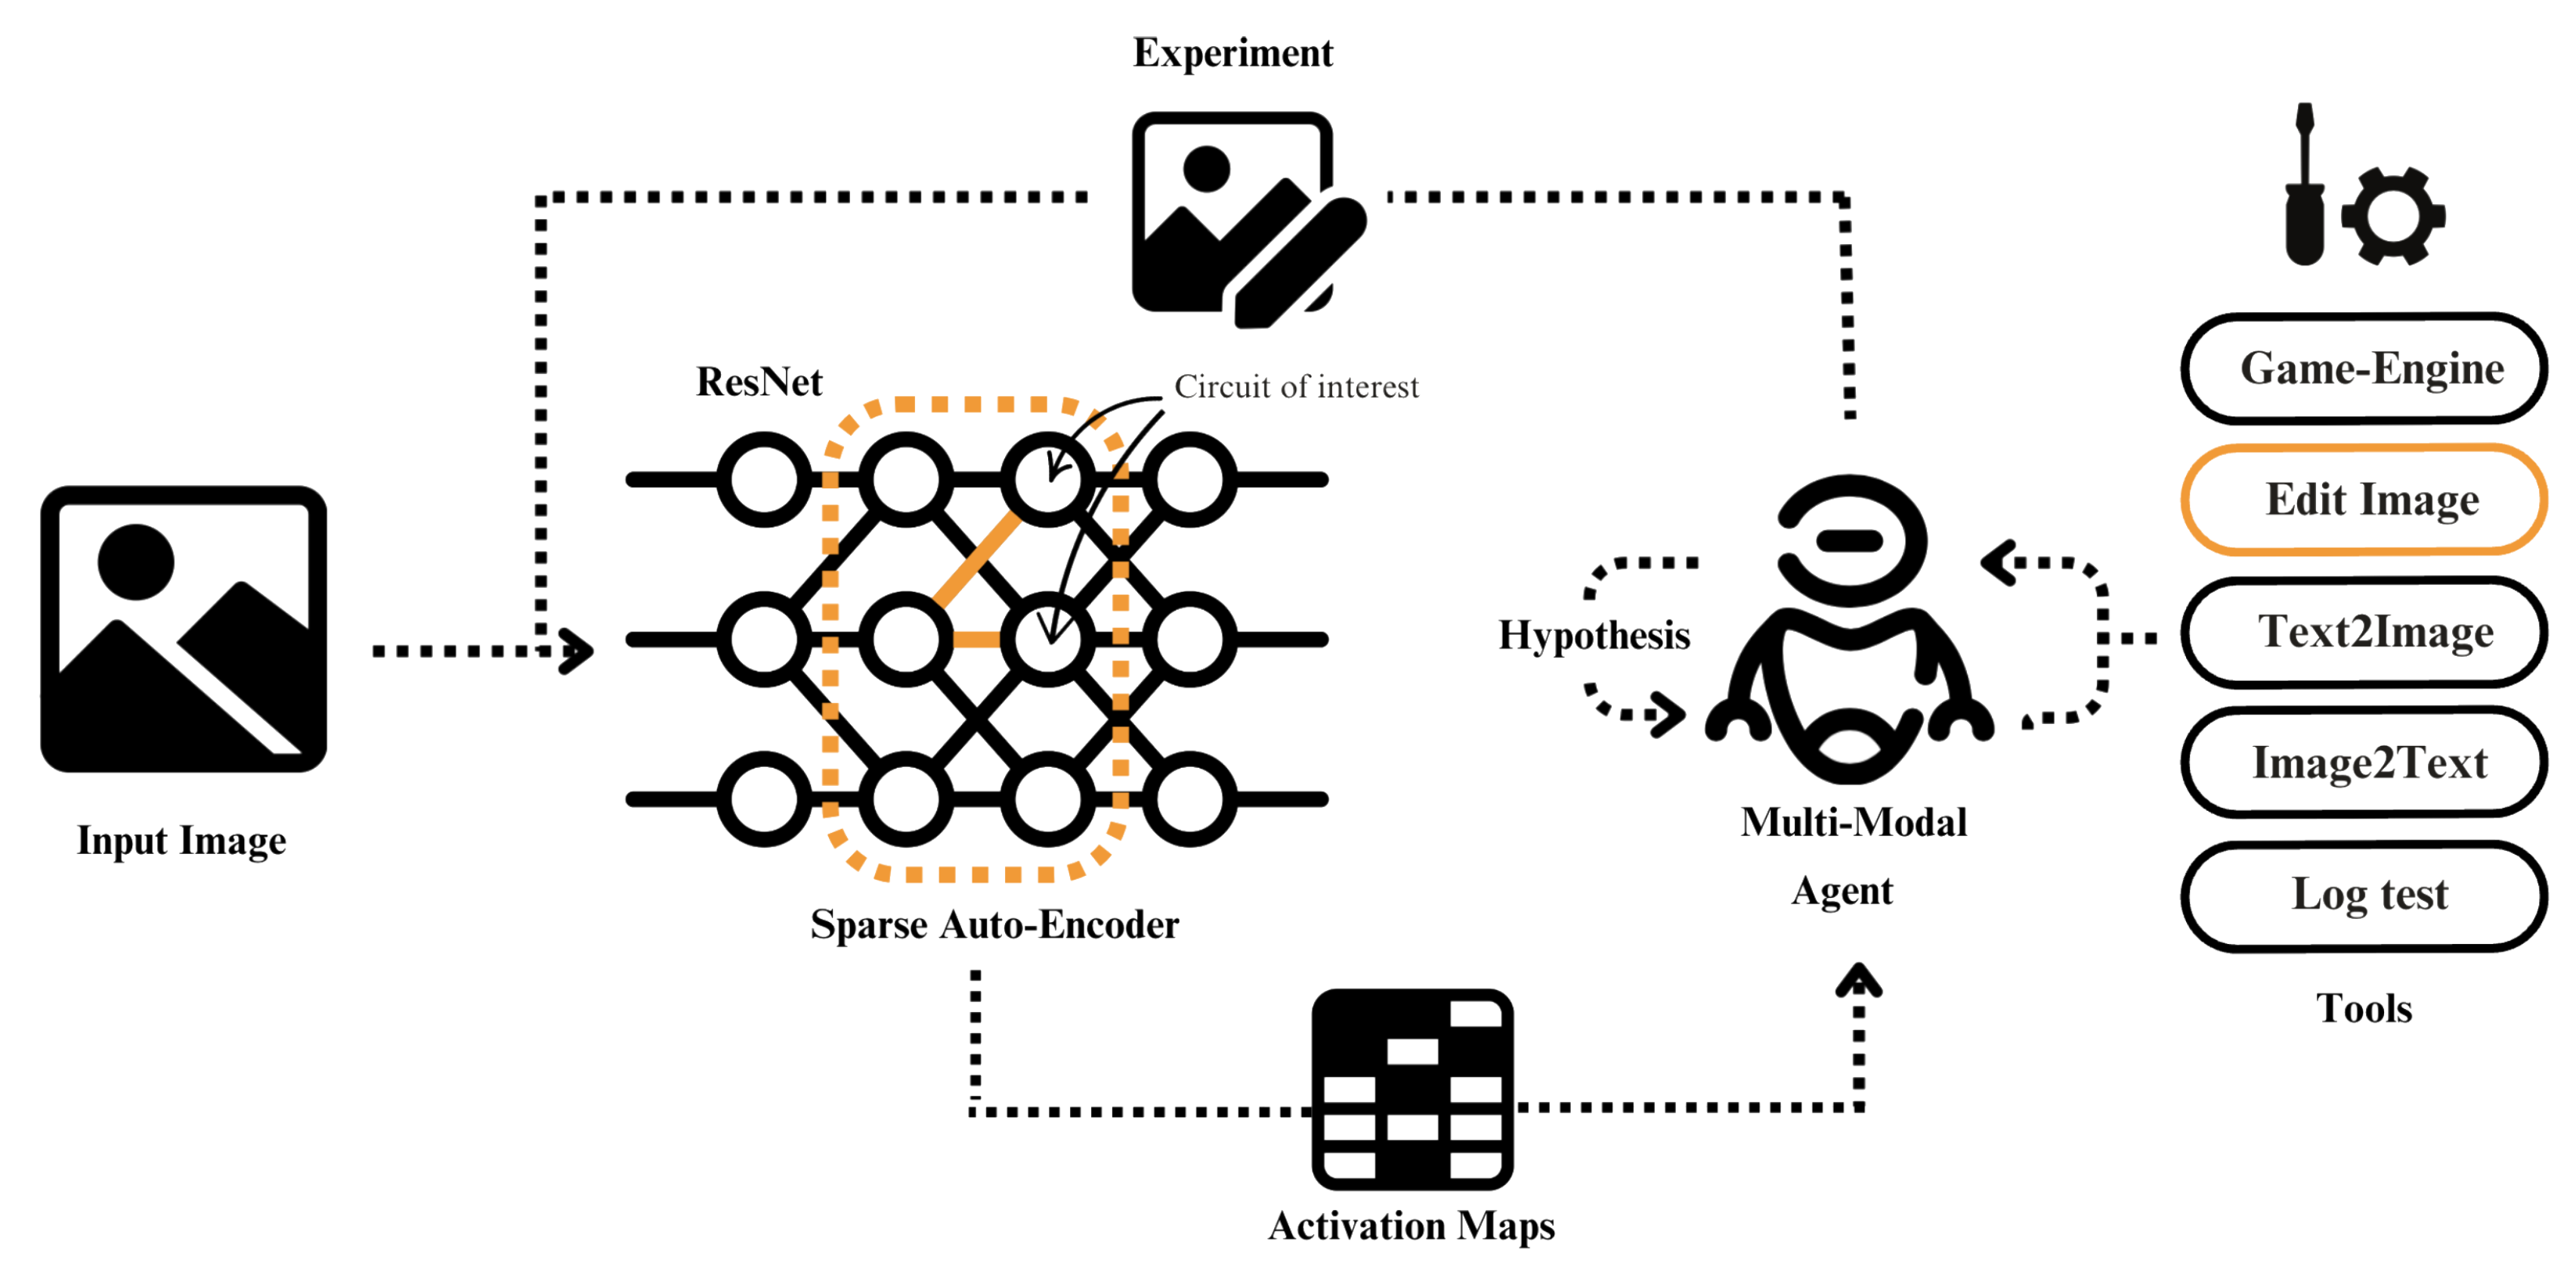 Experiment
ResNet
Circuit of interest
Input Image
Sparse Auto-Encoder
Activation Maps
Hypothesis
Multi-Modal
Agent
Game-Engine
Edit Image
Text2Image
Image2Text
Log test
Tools